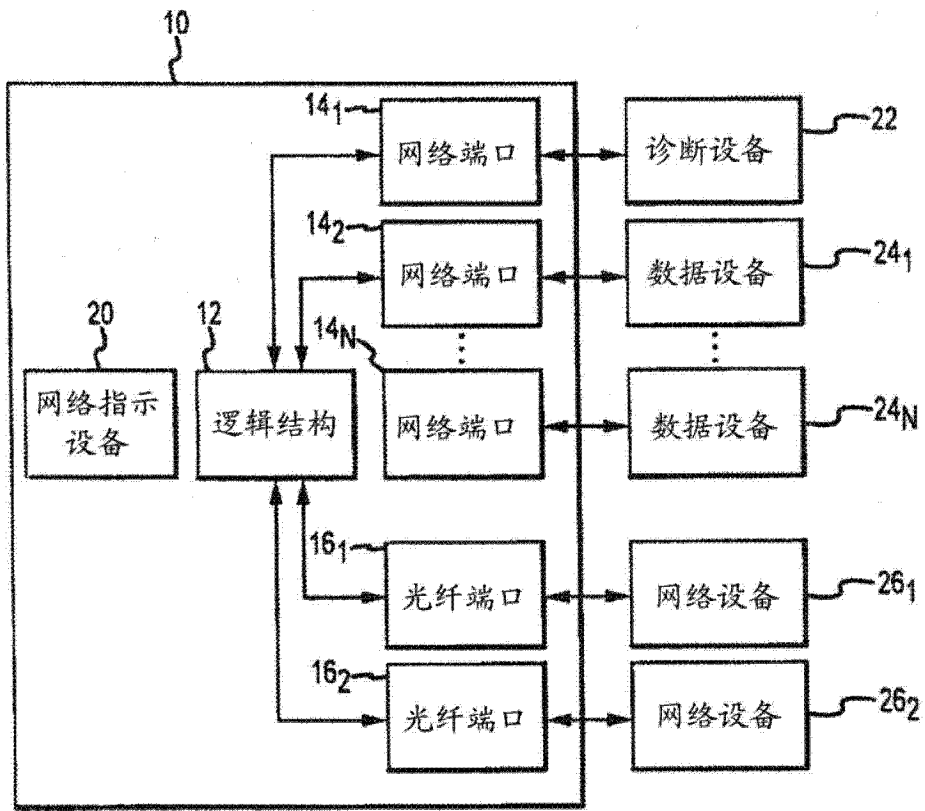 10
14₁
网络端口
诊断设备
22
14₂
网络端口
数据设备
24₁
20
12
14N
网络指示
设备
逻辑结构
网络端口
数据设备
24N
16₁
光纤端口
网络设备
26₁
16₂
光纤端口
网络设备
26₂